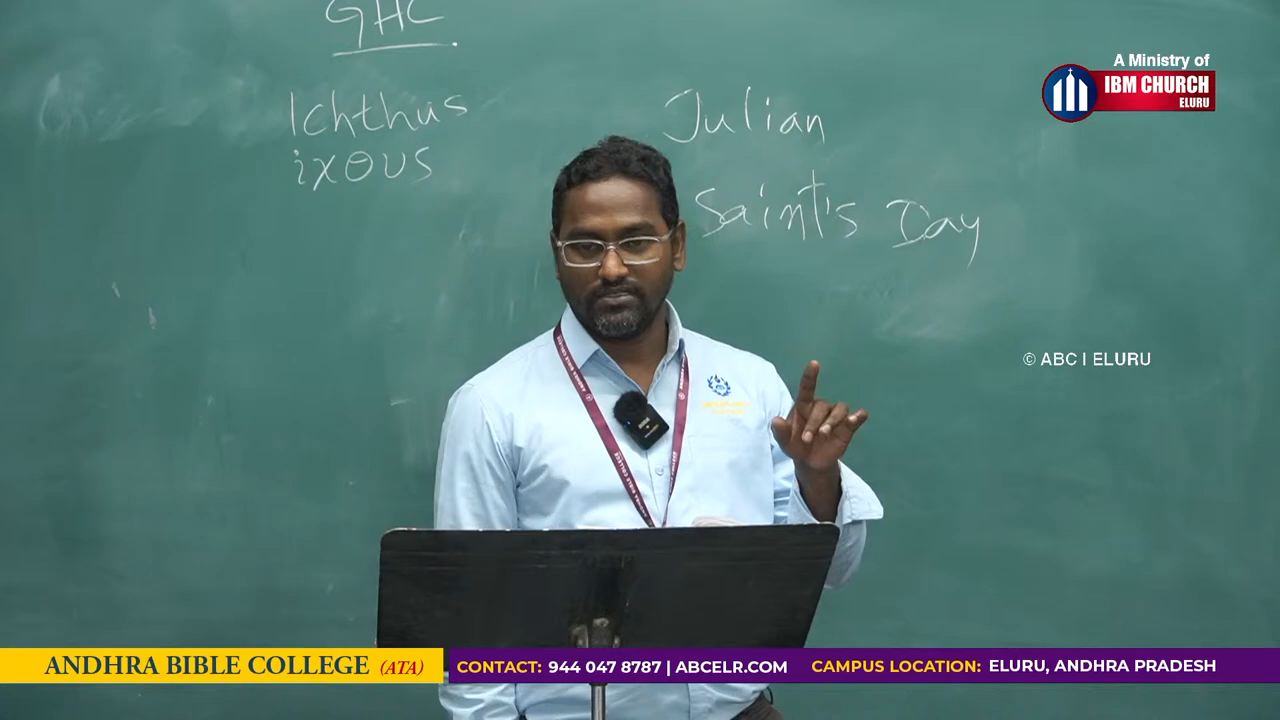 GHC
Ichthus
ixous
Julian
Saint's Day
A Ministry of
IBM CHURCH
ELURU
© ABC | ELURU
ANDHRA BIBLE COLLEGE (ATA)
CONTACT: 944 047 8787 | ABCELR.COM
CAMPUS LOCATION: ELURU, ANDHRA PRADESH